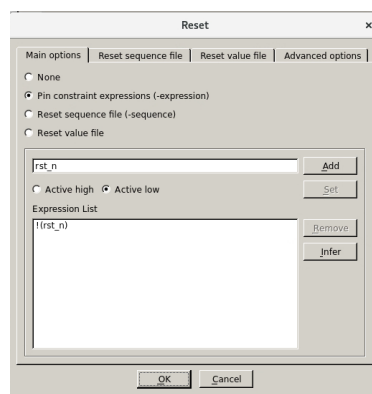 Reset
Main options
Reset sequence file
Reset value file
Advanced options
None
Pin constraint expressions (-expression)
Reset sequence file (-sequence)
Reset value file
rst_n
Add
Active high
Active low
Set
Expression List
!(rst_n)
Remove
Infer
OK
Cancel